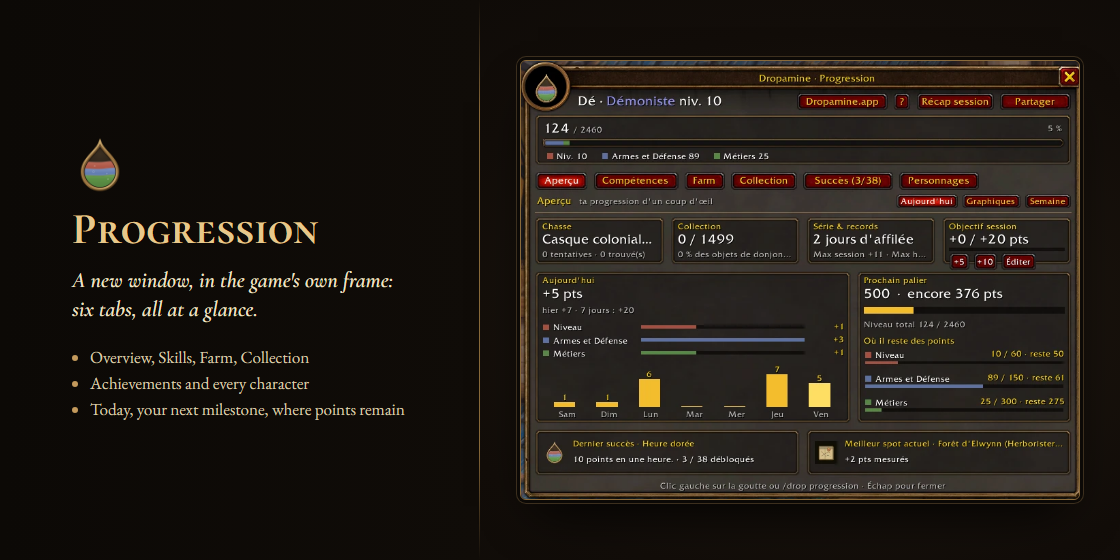 PROGRESSION
A new window, in the game's own frame:
six tabs, all at a glance.
Overview, Skills, Farm, Collection
Achievements and every character
Today, your next milestone, where points remain
Dropamine · Progression
Dé · Démoniste niv. 10
Dropamine.app
?
Récap session
Partager
124 / 2460
5 %
Niv. 10
Armes et Défense 89
Métiers 25
Aperçu
Compétences
Farm
Collection
Succès (3/38)
Personnages
Aperçu ta progression d'un coup d'œil
Aujourd'hui
Graphiques
Semaine
Chasse
Casque colonial...
0 tentatives · 0 trouvé(s)
Collection
0 / 1499
0 % des objets de donjon...
Série & records
2 jours d'affilée
Max session +11 · Max h...
Objectif session
+0 / +20 pts
+5
+10
Éditer
Aujourd'hui
+5 pts
hier +7 · 7 jours : +20
Niveau +1
Armes et Défense +3
Métiers +1
1 1 6 7 5
Sam Dim Lun Mar Mer Jeu Ven
Prochain palier
500 · encore 376 pts
Niveau total 124 / 2460
Où il reste des points
Niveau 10 / 60 · reste 50
Armes et Défense 89 / 150 · reste 61
Métiers 25 / 300 · reste 275
Dernier succès · Heure dorée
10 points en une heure. · 3 / 38 débloqués
Meilleur spot actuel · Forêt d'Elwynn (Herborister...
+2 pts mesurés
Clic gauche sur la goutte ou /drop progression · Échap pour fermer